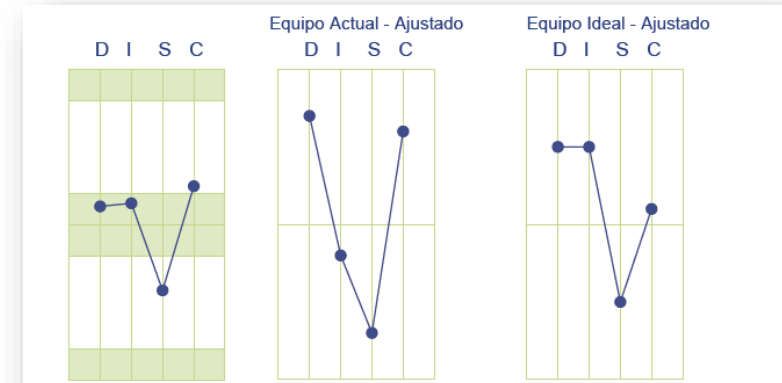 Equipo Actual - Ajustado
Equipo Ideal - Ajustado
D I S C
D I S C
D I S C